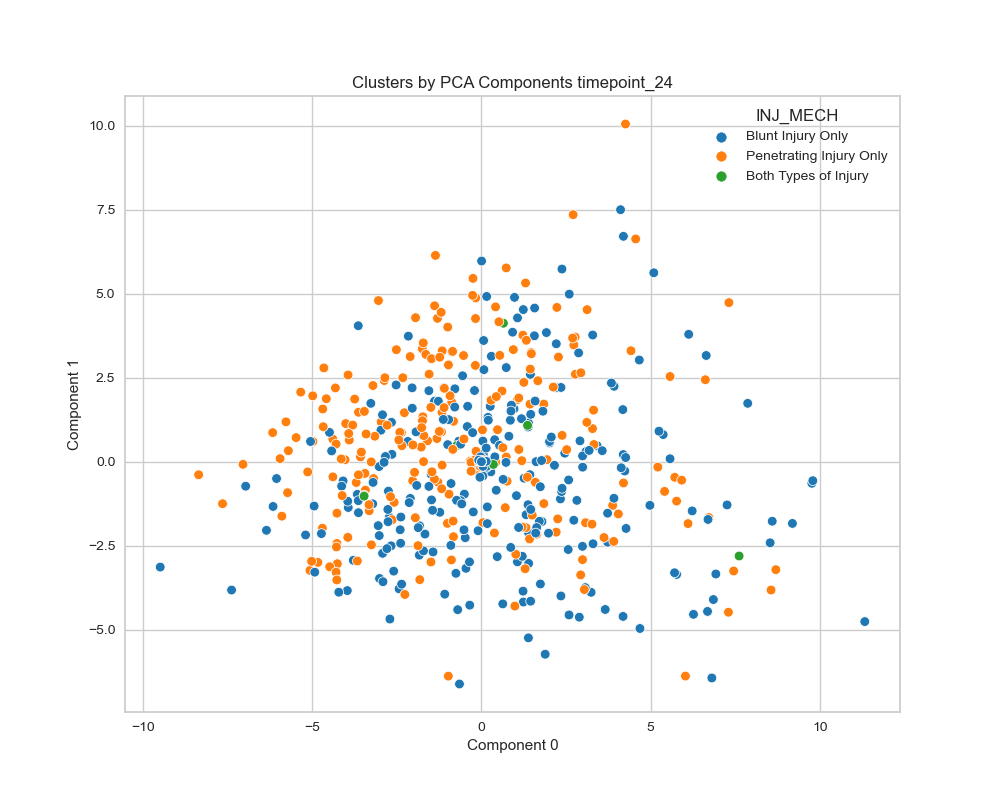 Clusters by PCA Components timepoint_24
INJ_MECH
Blunt Injury Only
Penetrating Injury Only
Both Types of Injury
10.0
7.5
5.0
2.5
0.0
−2.5
−5.0
Component 1
−10
−5
0
5
10
Component 0